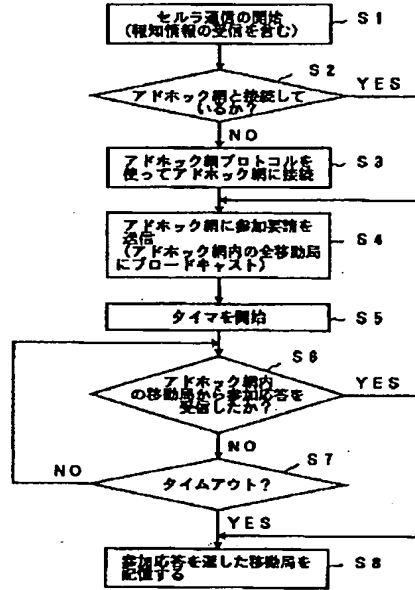 セルラ通信の開始
(報知情報の受信を含む)
S1
S2
アドホック網と接続して
いるか?
YES
NO
アドホック網プロトコルを
使ってアドホック網に接続
S3
アドホック網に参加要請を
送信
(アドホック網内の全移動局
にブロードキャスト)
S4
タイマを開始
S5
S6
アドホック網内
の移動局から参加応答を
受信したか?
YES
NO
S7
タイムアウト?
NO
YES
参加応答を返した移動局を
記憶する
S8